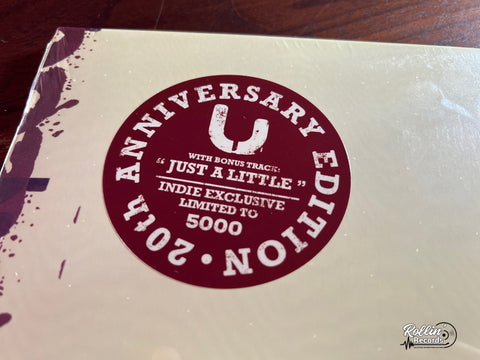 20th ANNIVERSARY EDITION •
U
WITH BONUS TRACK:
“ JUST A LITTLE ”
INDIE EXCLUSIVE
LIMITED TO
5000
Rollin'
Records